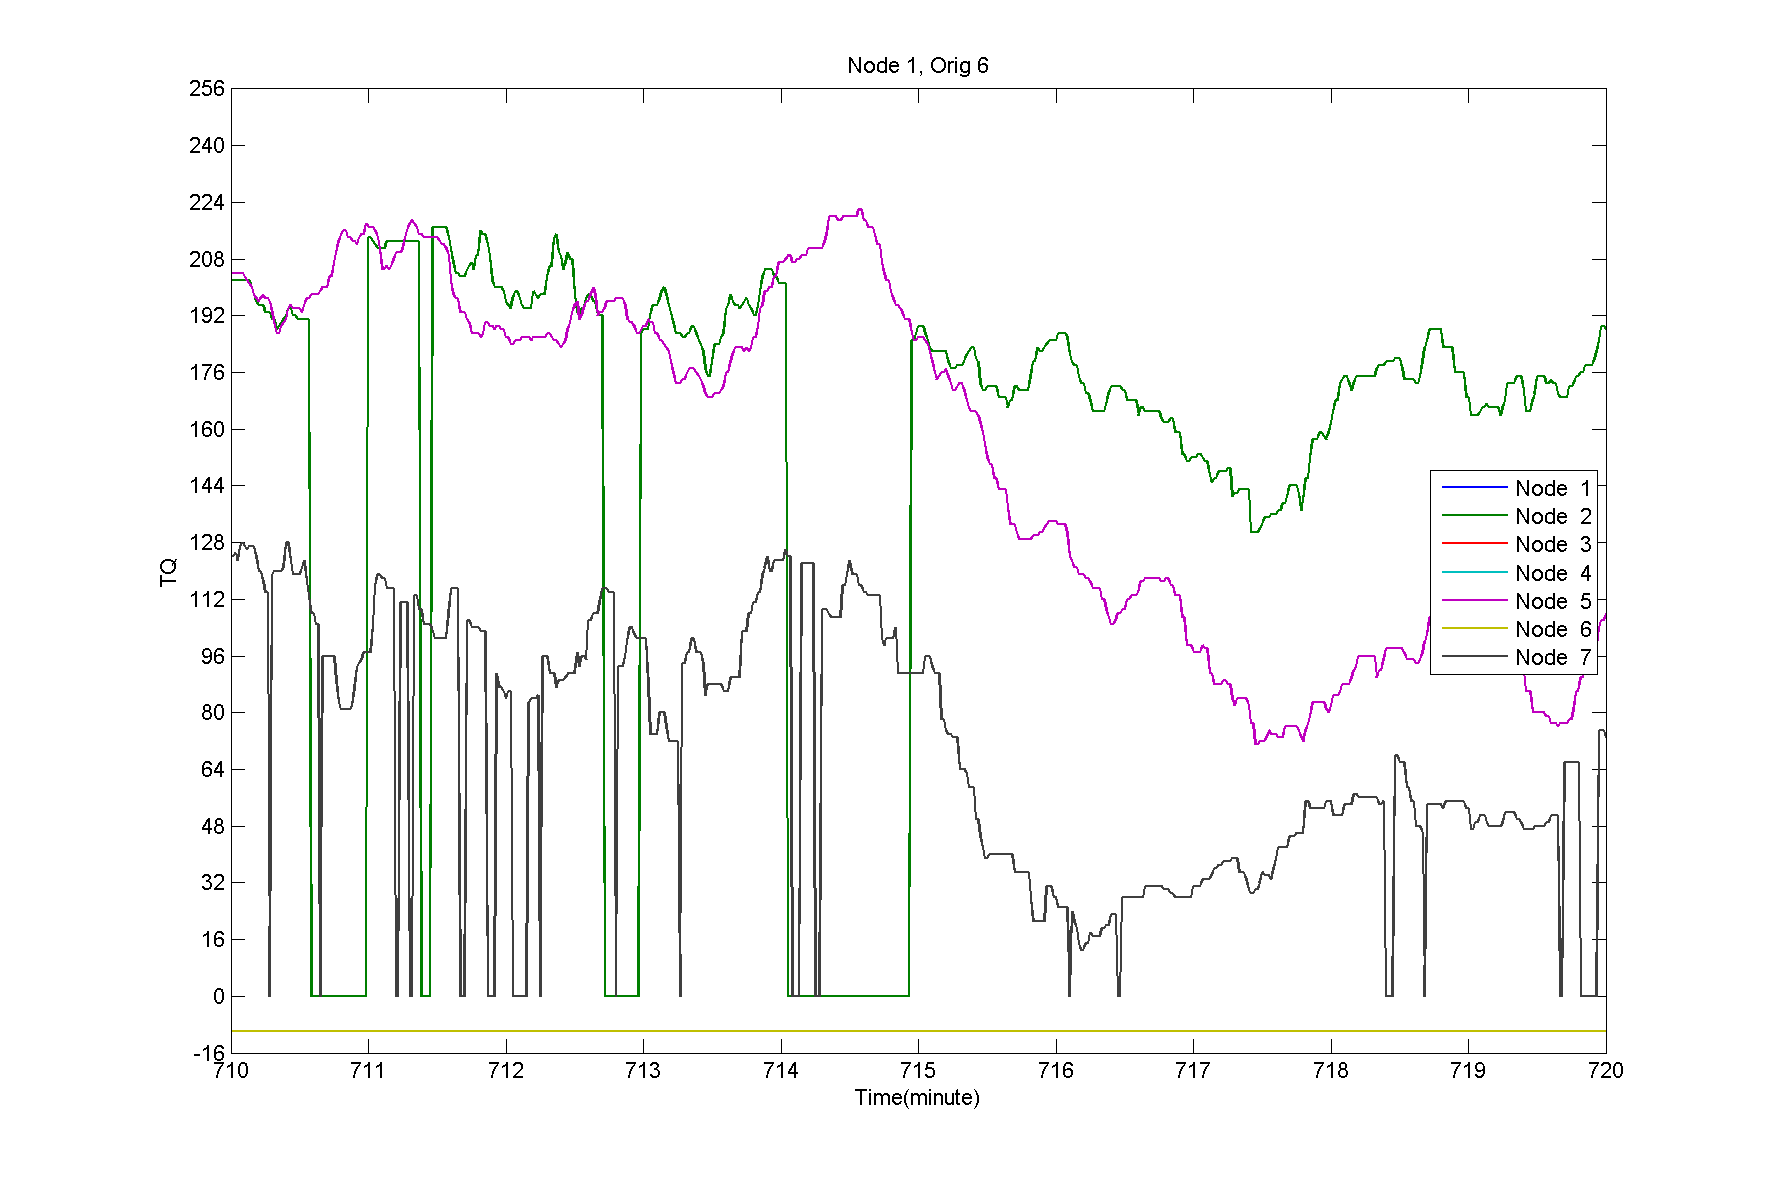 Node 1, Orig 6
256
240
224
208
192
176
160
144
128
112
96
80
64
48
32
16
0
-16
TQ
Node 1
Node 2
Node 3
Node 4
Node 5
Node 6
Node 7
710 711 712 713 714 715 716 717 718 719 720
Time(minute)